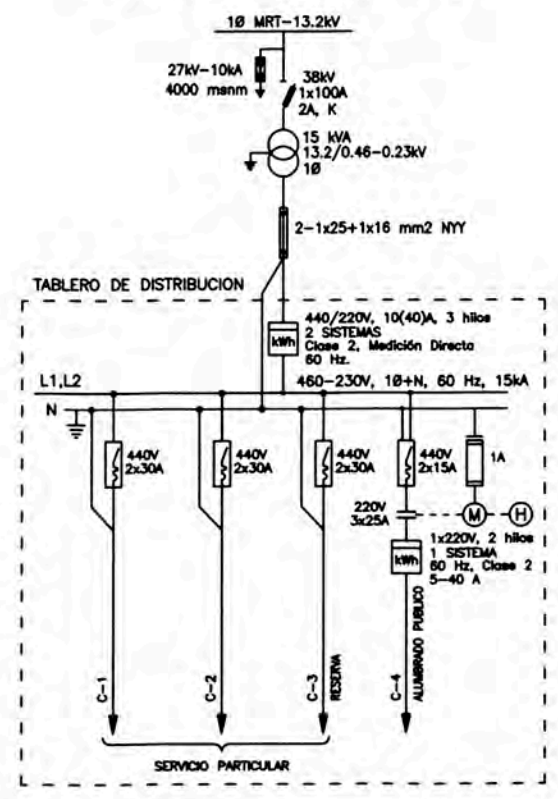 1Ø MRT-13.2kV
27kV-10kA
4000 msnm
38kV
1x100A
2A, K
15 kVA
13.2/0.46-0.23kV
1Ø
2-1x25+1x16 mm2 NYY
TABLERO DE DISTRIBUCION
440/220V, 10(40)A, 3 hilos
2 SISTEMAS
Clase 2, Medición Directa
60 Hz.
kWh
L1,L2
460-230V, 1Ø+N, 60 Hz, 15kA
N
440V
2x30A
440V
2x30A
440V
2x30A
440V
2x15A
1A
220V
3x25A
M
H
kWh
1x220V, 2 hilos
1 SISTEMA
60 Hz, Clase 2
5-40 A
C-1
C-2
C-3
RESERVA
C-4
ALUMBRADO PUBLICO
SERVICIO PARTICULAR